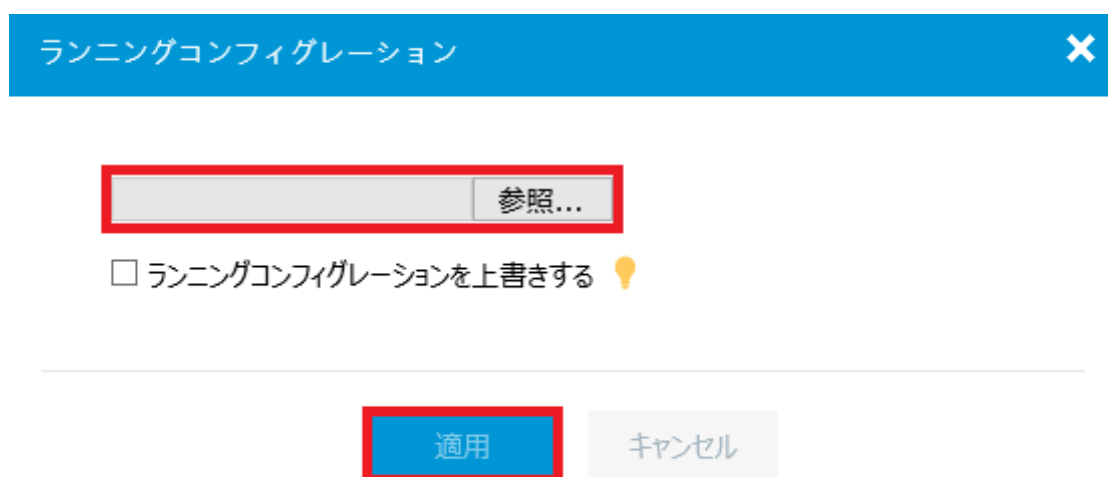 ランニングコンフィグレーション
参照...
ランニングコンフィグレーションを上書きする
適用 キャンセル